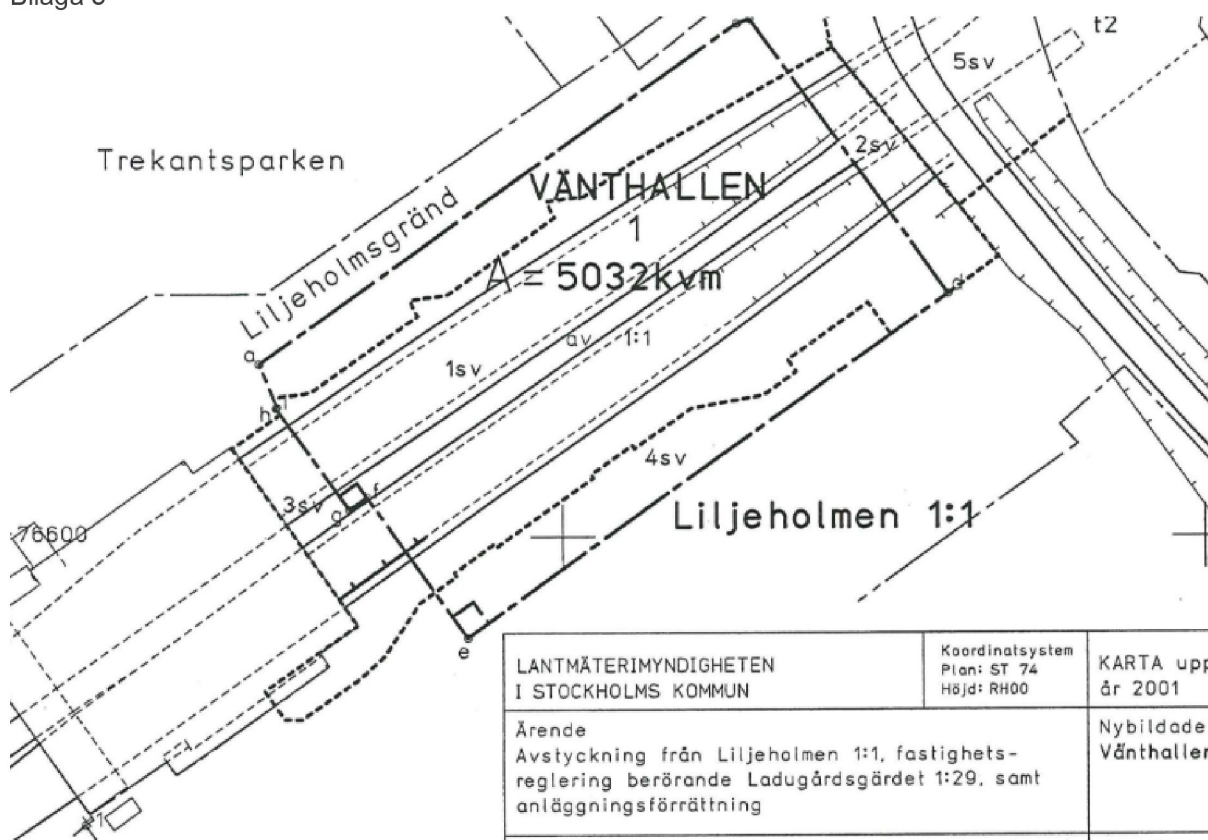 t2
5sv
Trekantsparken
2sv
VÄNTHALLEN
1
Liljeholmsgränd
A = 5032kvm
d
av 1:1
a
1sv
h
4sv
3sv
f
g
Liljeholmen 1:1
76600
e
LANTMÄTERIMYNDIGHETEN
I STOCKHOLMS KOMMUN
Koordinatsystem
Plan: ST 74
Höjd: RH00
KARTA upp
år 2001
Ärende
Avstyckning från Liljeholmen 1:1, fastighets-
reglering berörande Ladugårdsgärdet 1:29, samt
anläggningsförrättning
Nybildade
Vänthallen